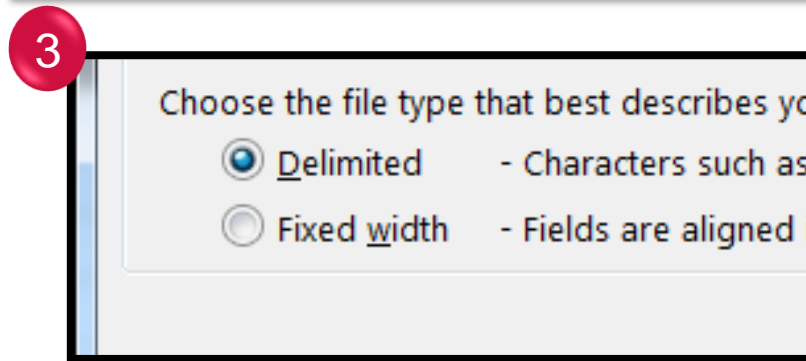 3
Choose the file type that best describes yo
Delimited - Characters such as
Fixed width - Fields are aligned